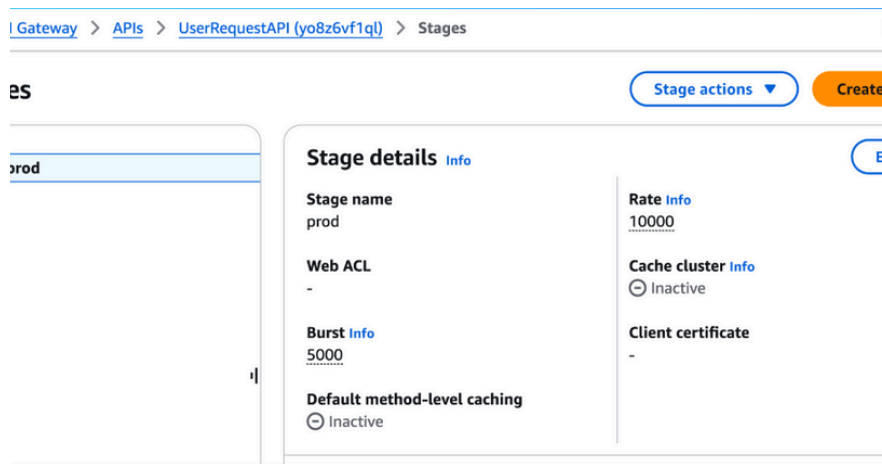 Gateway > APIs > UserRequestAPI (yo8z6vf1ql) > Stages
es
Stage actions ▼
Create
prod
Stage details Info
Stage name
prod
Web ACL
-
Burst Info
5000
Default method-level caching
Inactive
Rate Info
10000
Cache cluster Info
Inactive
Client certificate
-